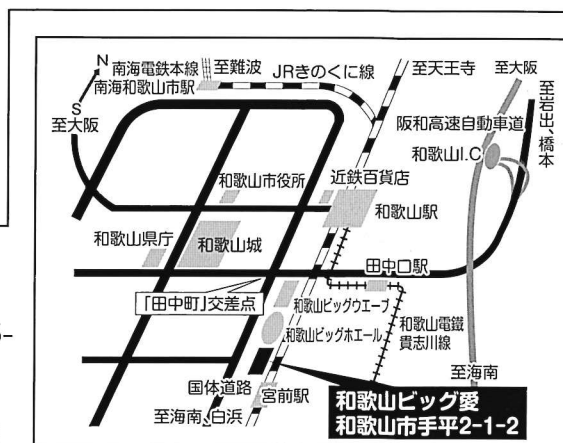 N
S
南海電鉄本線
南海和歌山市駅
至難波
JRきのくに線
至天王寺
至大阪
至大阪
至岩出、橋本
阪和高速自動車道
和歌山I.C
近鉄百貨店
和歌山市役所
和歌山駅
和歌山県庁
和歌山城
田中口駅
「田中町」交差点
和歌山ビッグウエーブ
和歌山ビッグホエール
和歌山電鐵
貴志川線
国体道路
宮前駅
至海南、白浜
至海南
和歌山ビッグ愛
和歌山市手平2-1-2